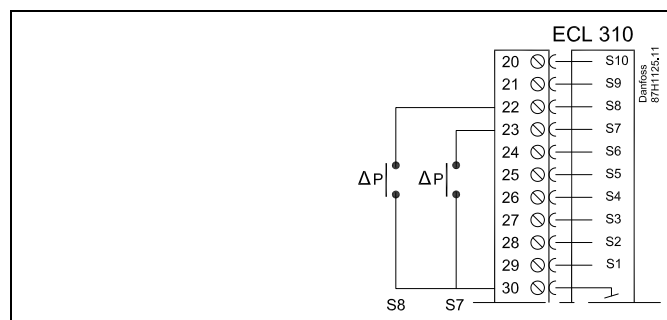 ECL 310
20 S10
21 S9
22 S8
23 S7
24 S6
25 S5
26 S4
27 S3
28 S2
29 S1
30
ΔP ΔP
S8 S7
Danfoss
87H1125.11